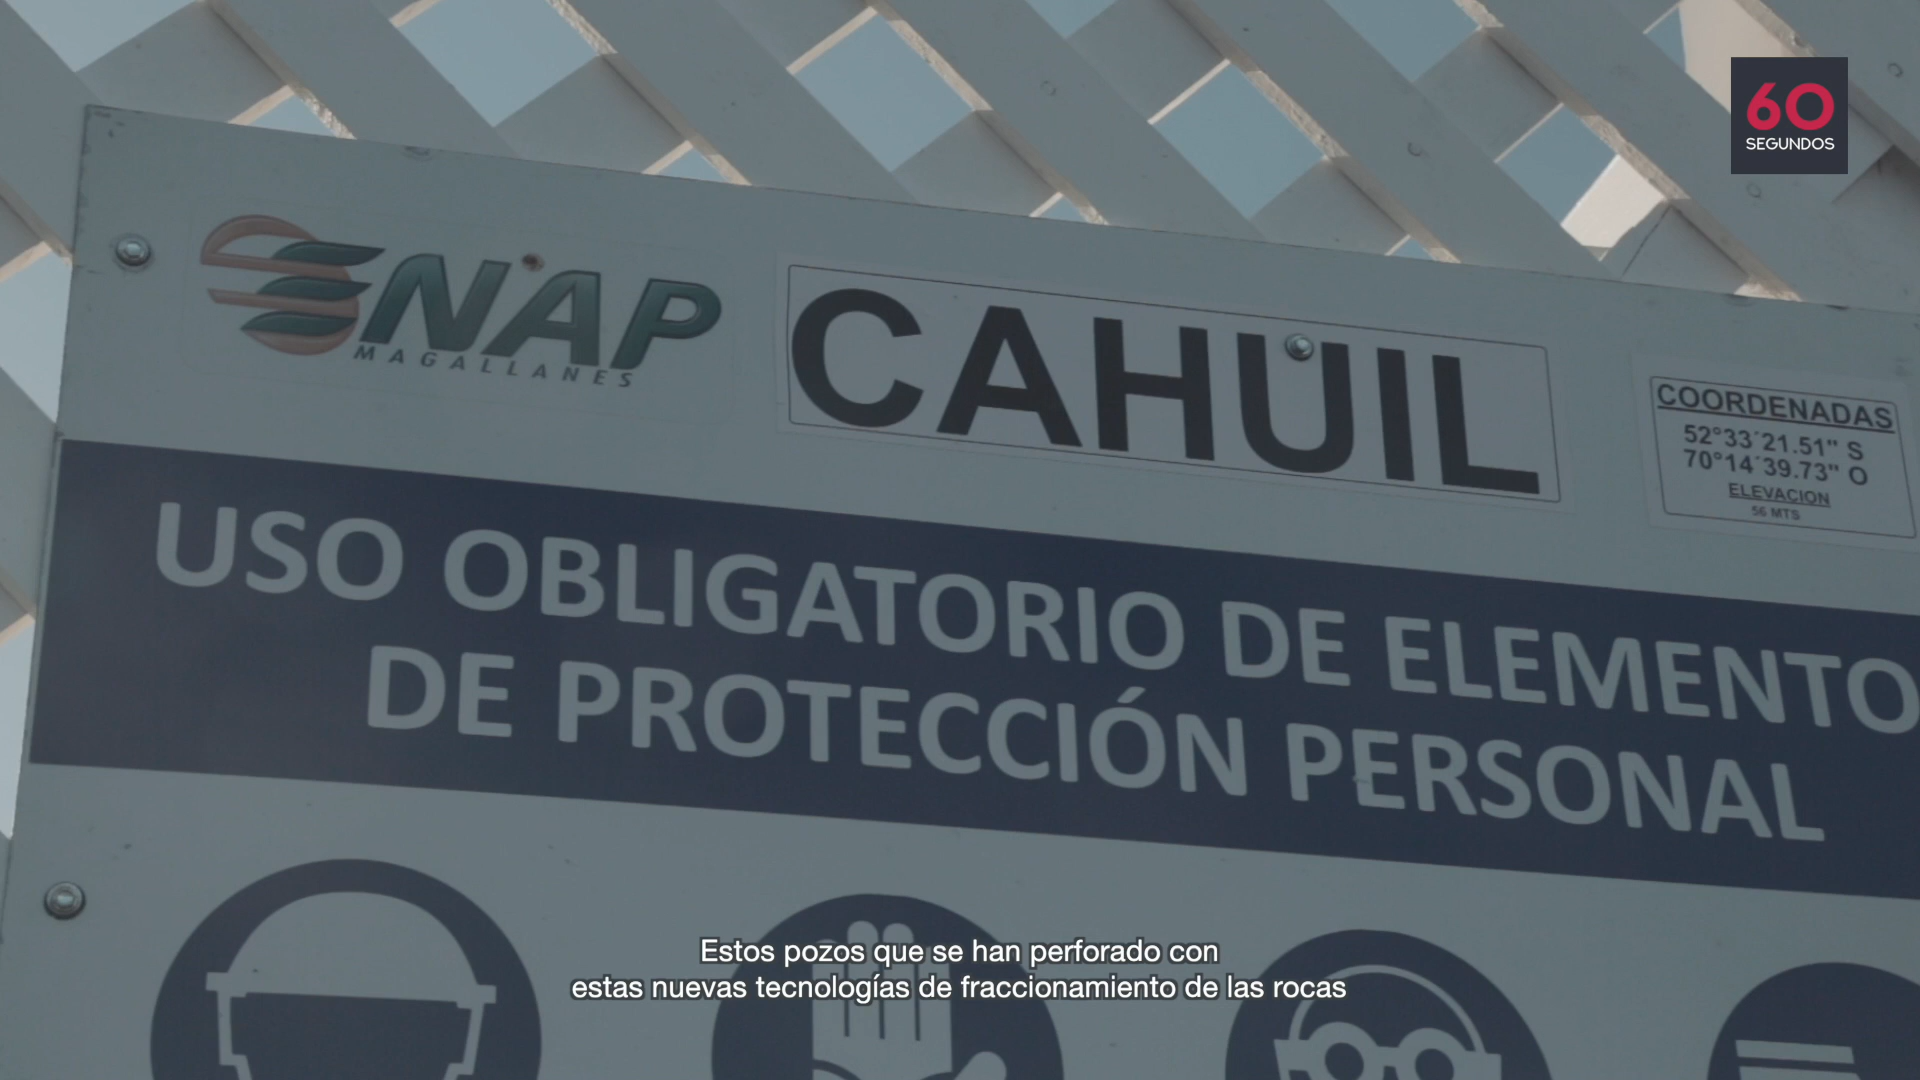 60
SEGUNDOS
ENAP
MAGALLANES
CAHUIL
COORDENADAS
52°33´21.51" S
70°14´39.73" O
ELEVACION
56 MTS
USO OBLIGATORIO DE ELEMENTO
DE PROTECCIÓN PERSONAL
Estos pozos que se han perforado con
estas nuevas tecnologías de fraccionamiento de las rocas